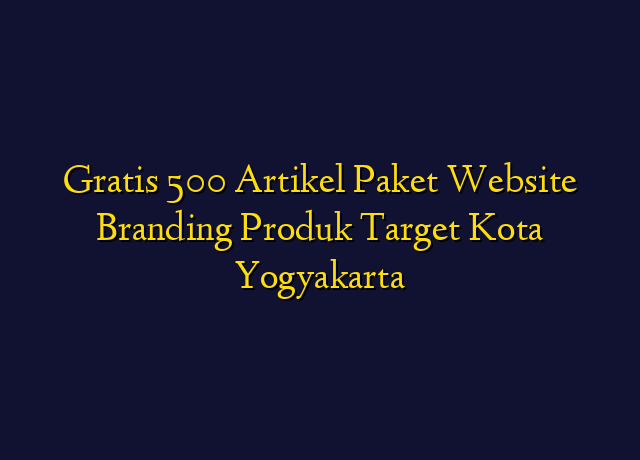 Gratis 500 Artikel Paket Website
Branding Produk Target Kota
Yogyakarta